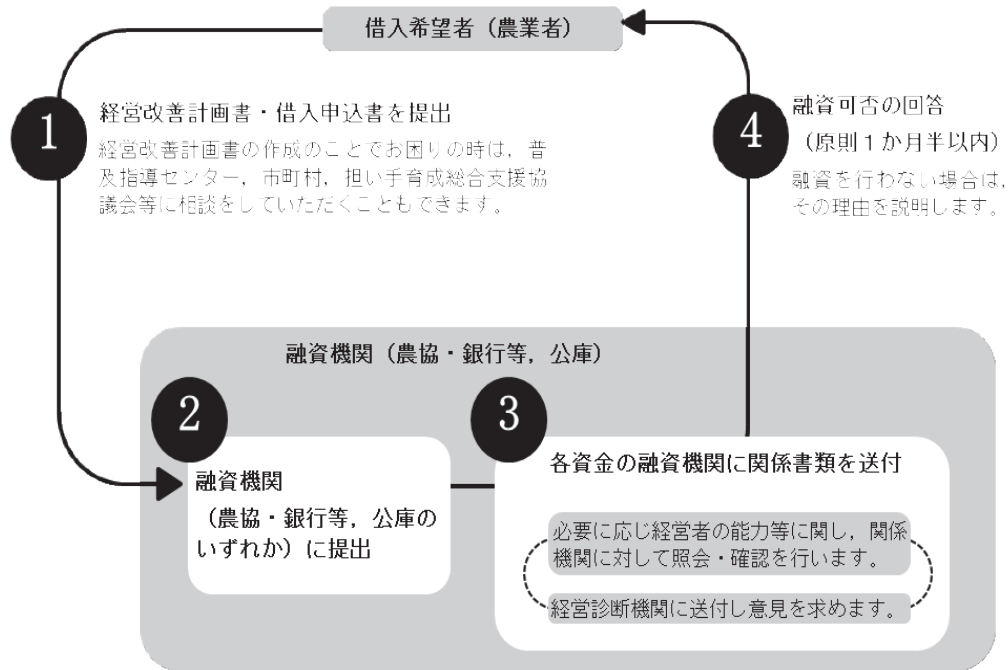 借入希望者（農業者）
1
経営改善計画書・借入申込書を提出
経営改善計画書の作成のことでお困りの時は，普
及指導センター，市町村，担い手育成総合支援協
議会等に相談をしていただくこともできます。
4
融資可否の回答
（原則１か月半以内）
融資を行わない場合は，
その理由を説明します。
融資機関（農協・銀行等，公庫）
2
融資機関
（農協・銀行等，公庫の
いずれか）に提出
3
各資金の融資機関に関係書類を送付
必要に応じ経営者の能力等に関し，関係
機関に対して照会・確認を行います。
経営診断機関に送付し意見を求めます。